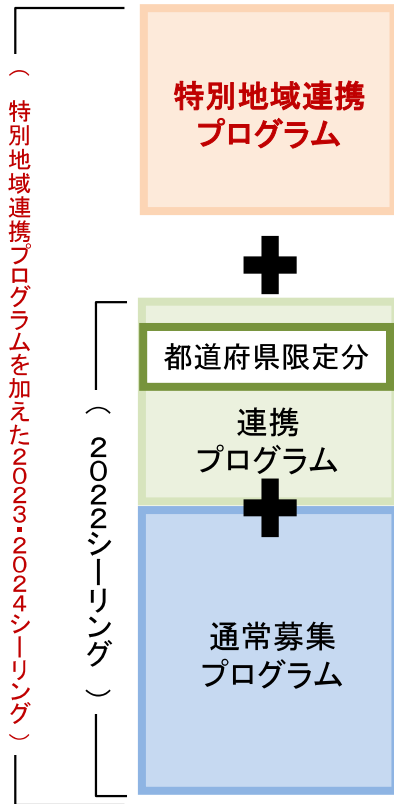 （特別地域連携プログラムを加えた2023・2024シーリング）
特別地域連携
プログラム
（2022シーリング）
都道府県限定分
連携
プログラム
通常募集
プログラム